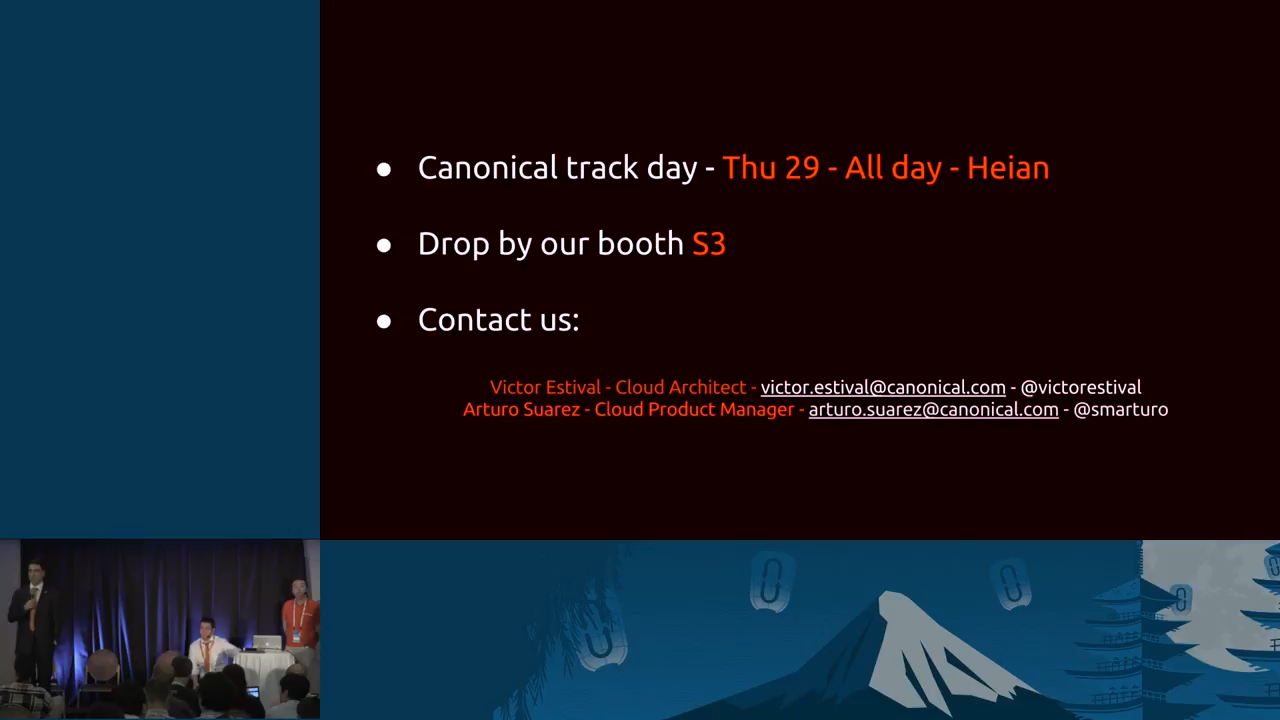 ● Canonical track day - Thu 29 - All day - Heian
● Drop by our booth S3
● Contact us:
Victor Estival - Cloud Architect - victor.estival@canonical.com - @victorestival
Arturo Suarez - Cloud Product Manager - arturo.suarez@canonical.com - @smarturo